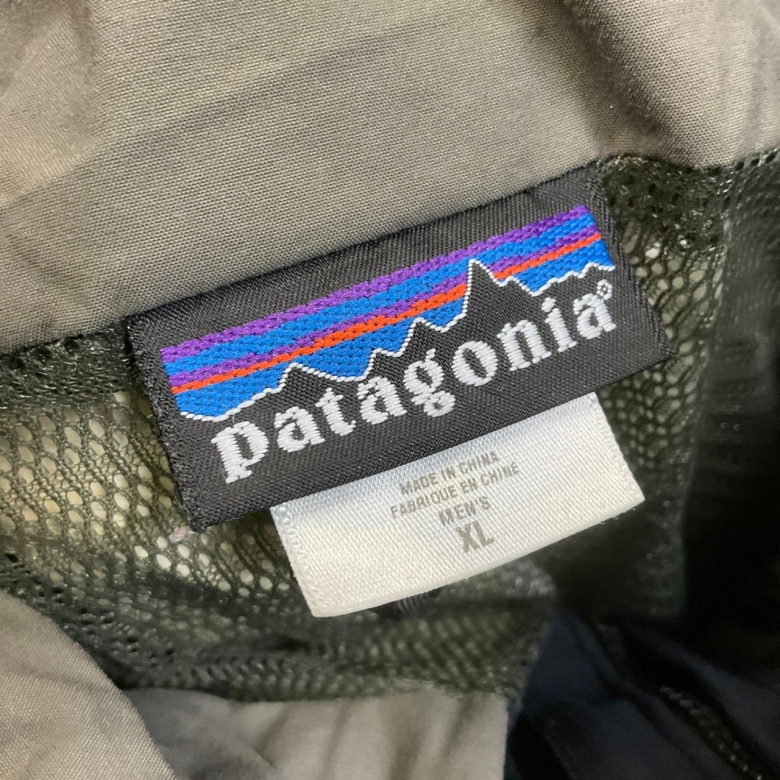 patagonia®
MADE IN CHINA
FABRIQUE EN CHINE
MEN'S
XL